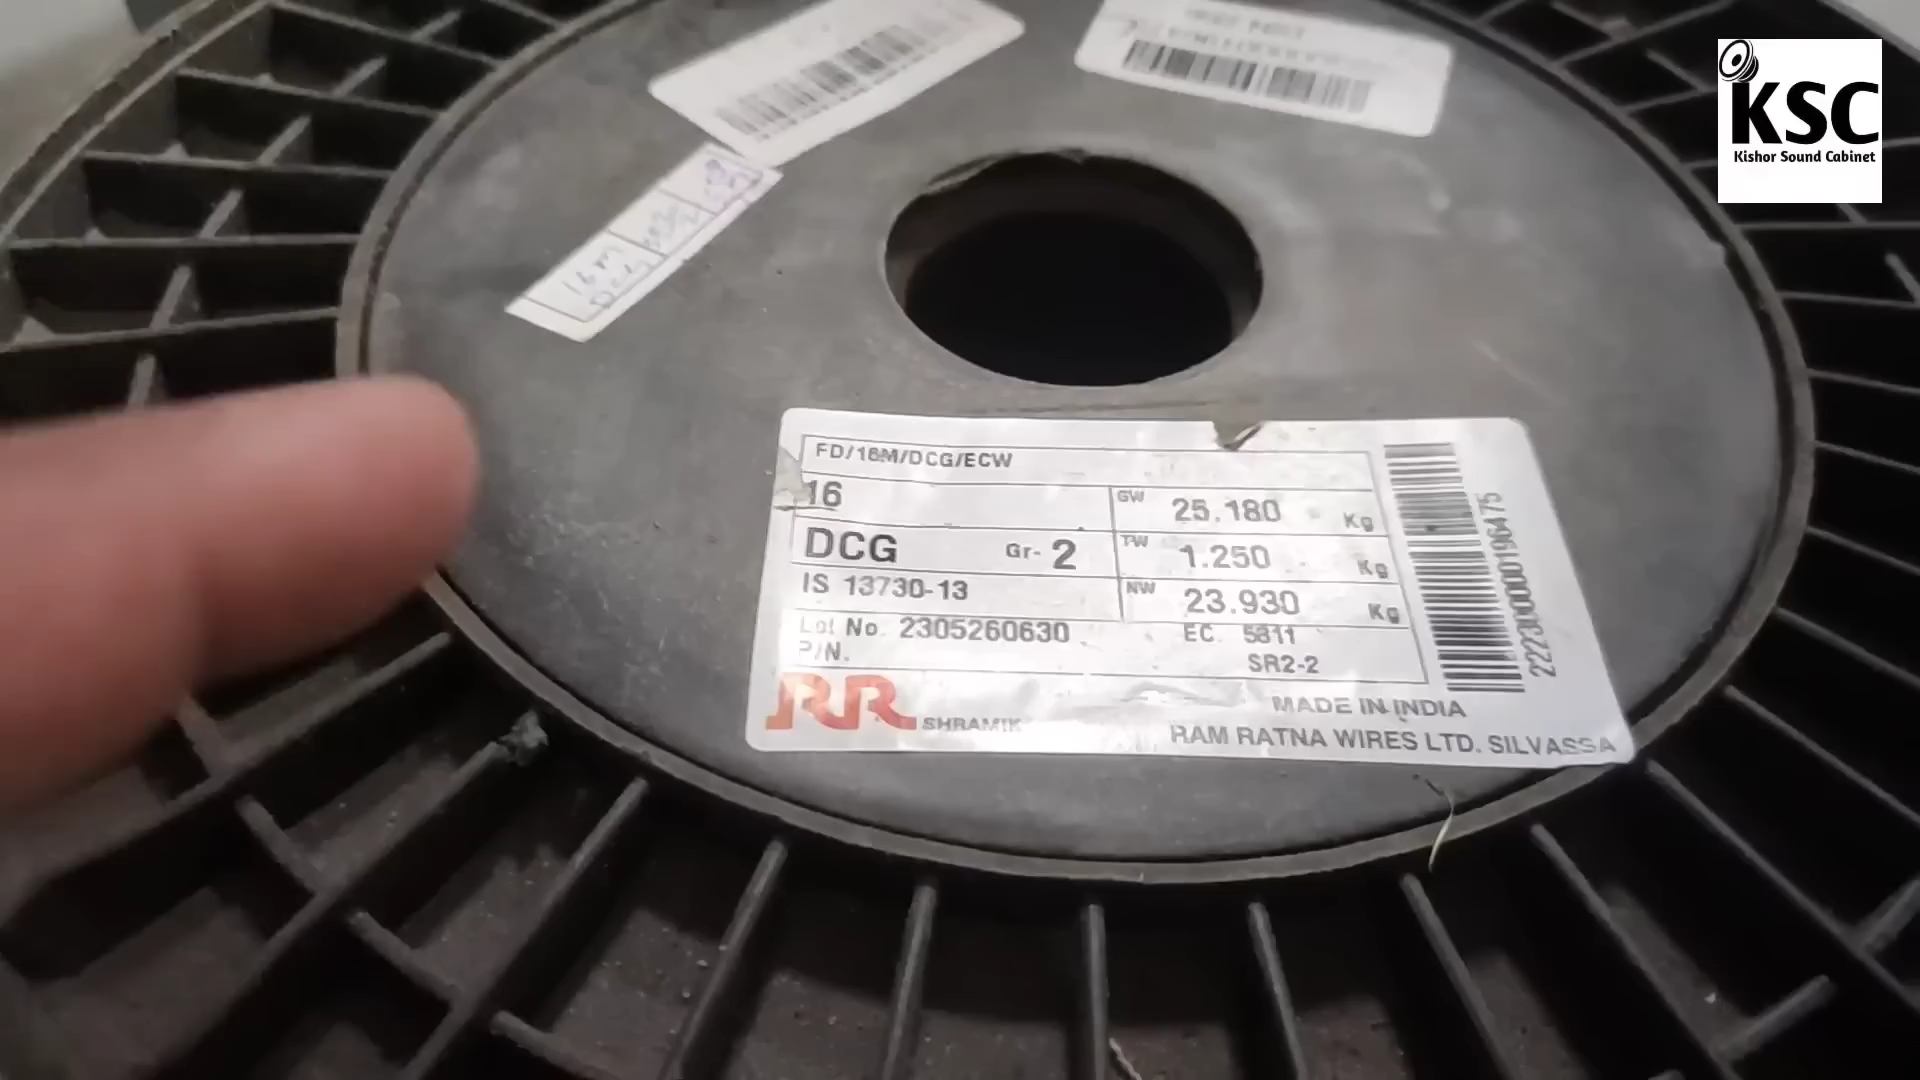 KSC
Kishor Sound Cabinet
16M
FD/16M/DCG/ECW
16
GW 25.180 Kg
DCG Gr- 2
TW 1.250 Kg
IS 13730-13
NW 23.930 Kg
Lot No. 2305260630
EC. 5811
P/N.
SR2-2
2223000000196475
RR SHRAMIK
MADE IN INDIA
RAM RATNA WIRES LTD. SILVASSA